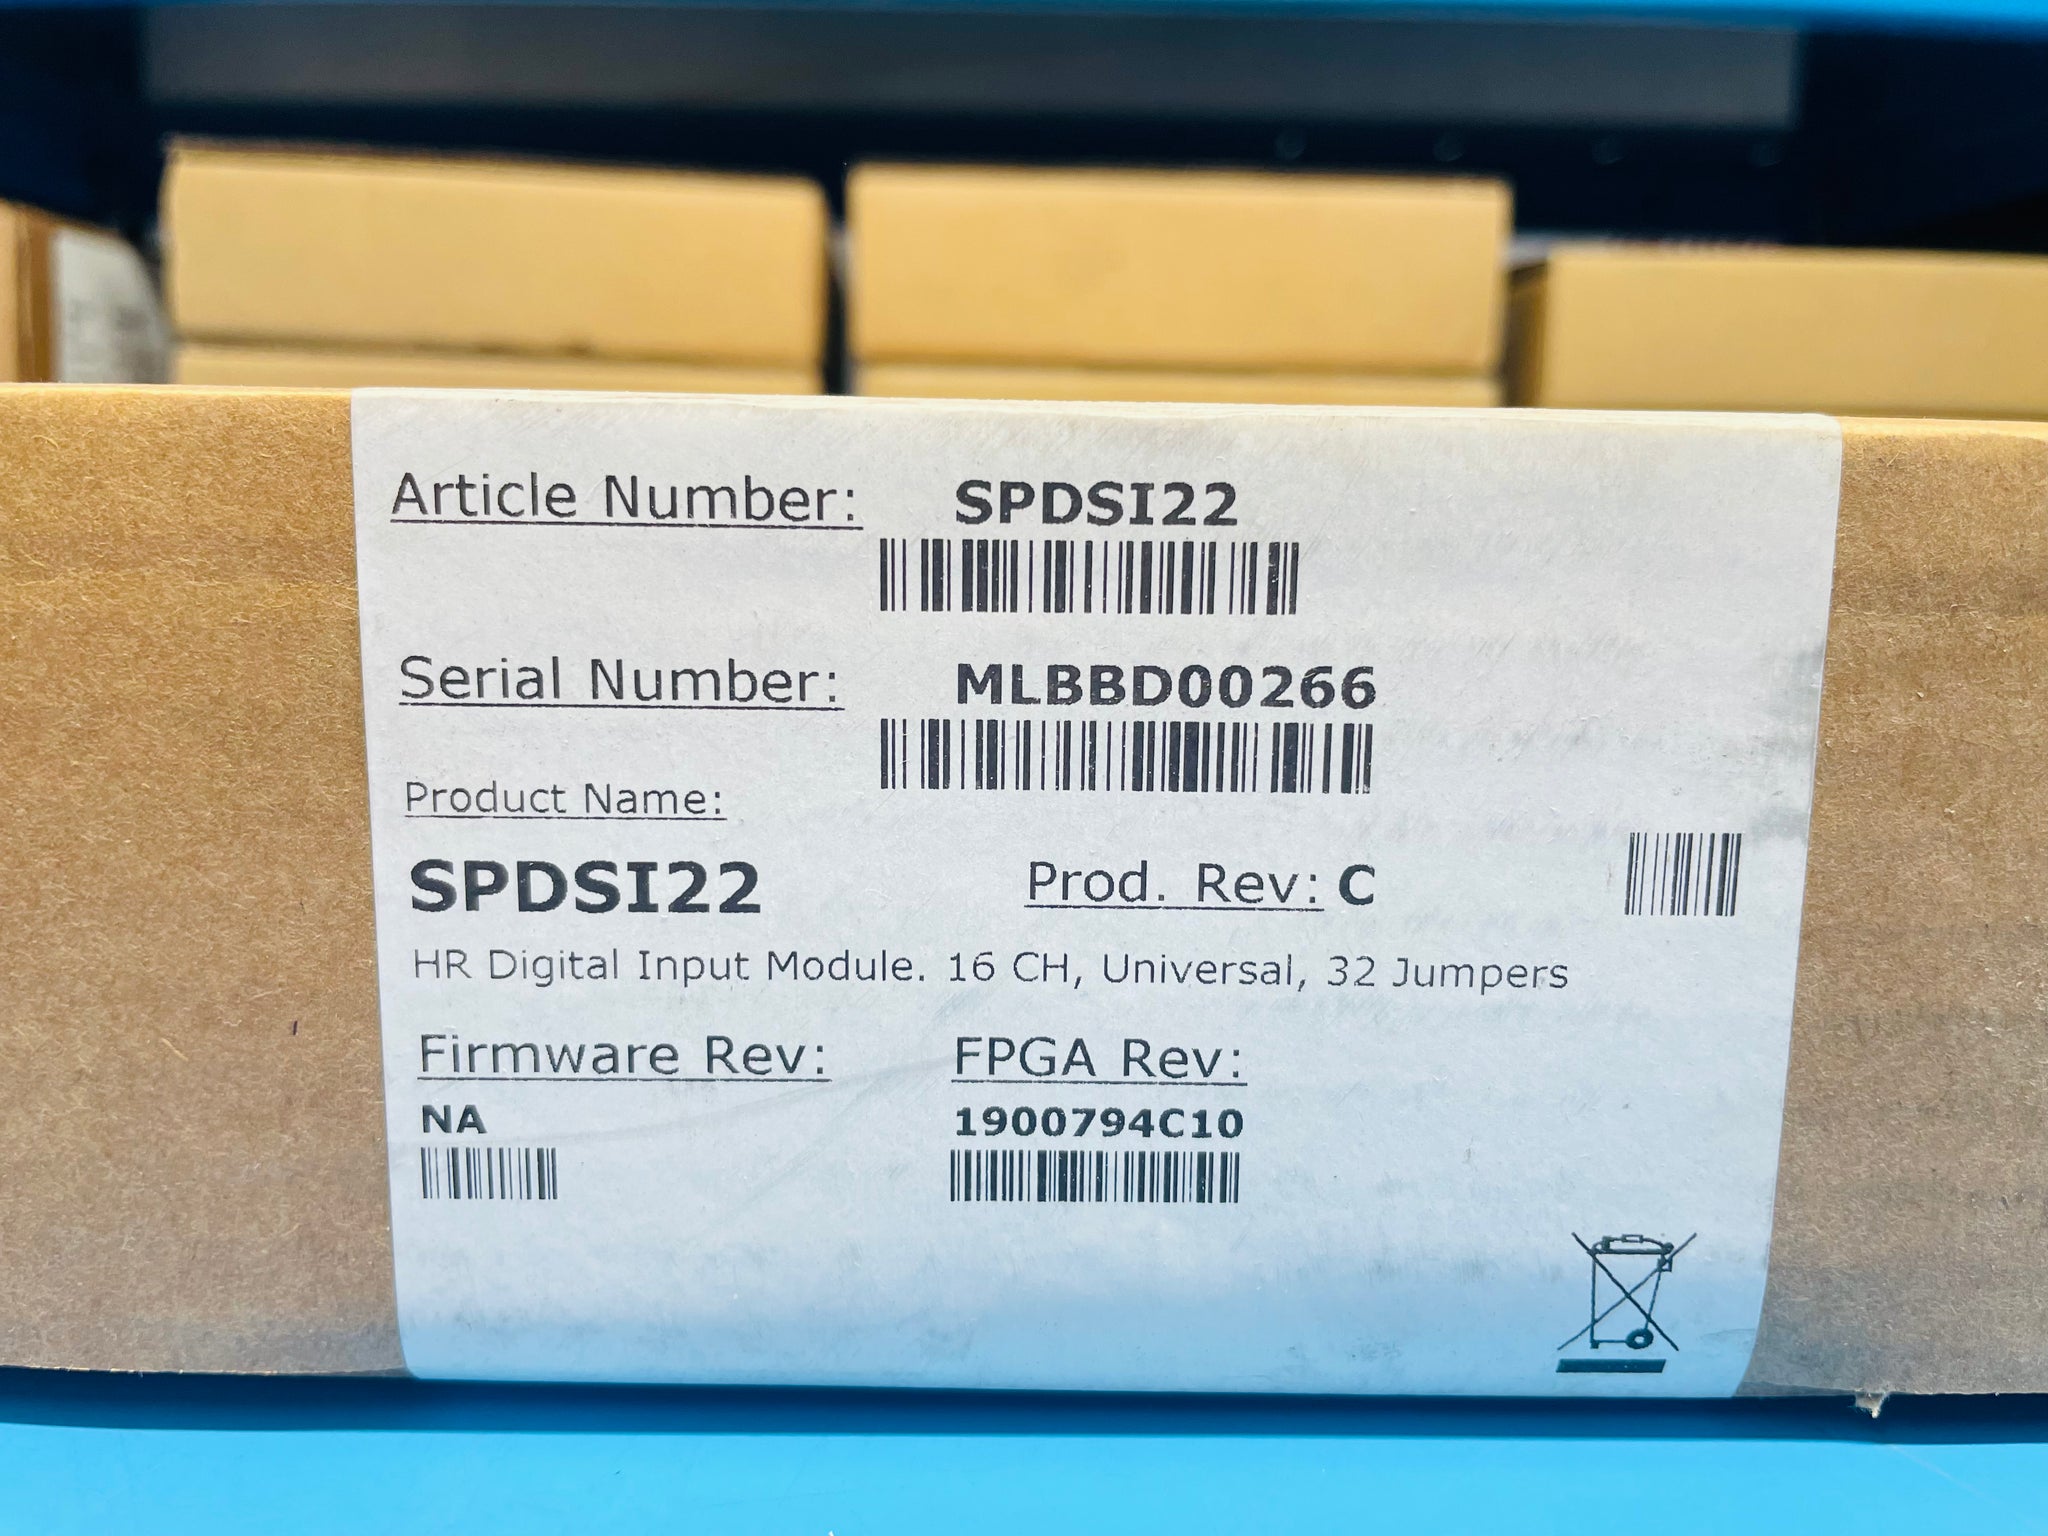 Article Number: SPDSI22
Serial Number: MLBBD00266
Product Name:
SPDSI22 Prod. Rev: C
HR Digital Input Module. 16 CH, Universal, 32 Jumpers
Firmware Rev: FPGA Rev:
NA 1900794C10